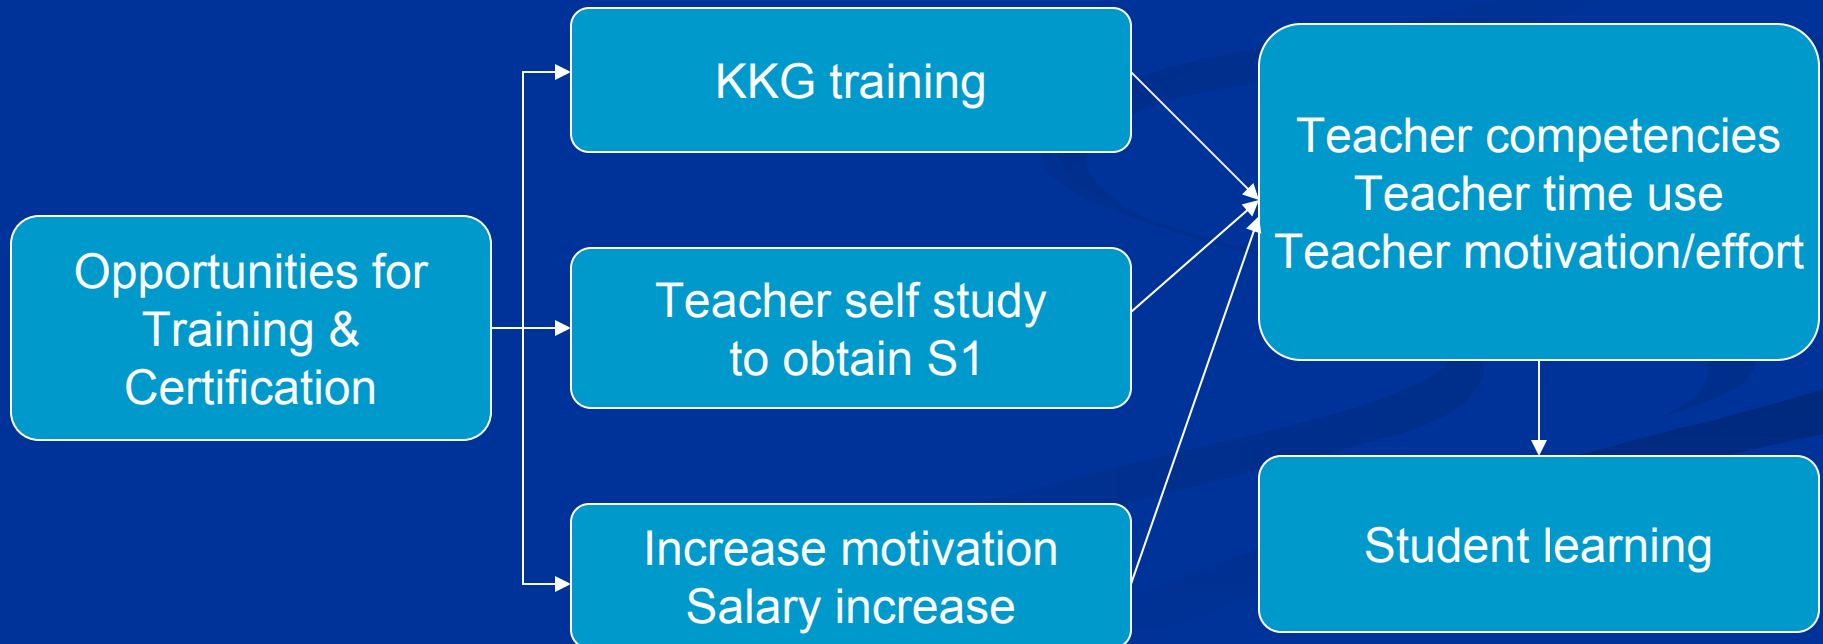 Opportunities for
Training &
Certification
KKG training
Teacher self study
to obtain S1
Increase motivation
Salary increase
Teacher competencies
Teacher time use
Teacher motivation/effort
Student learning